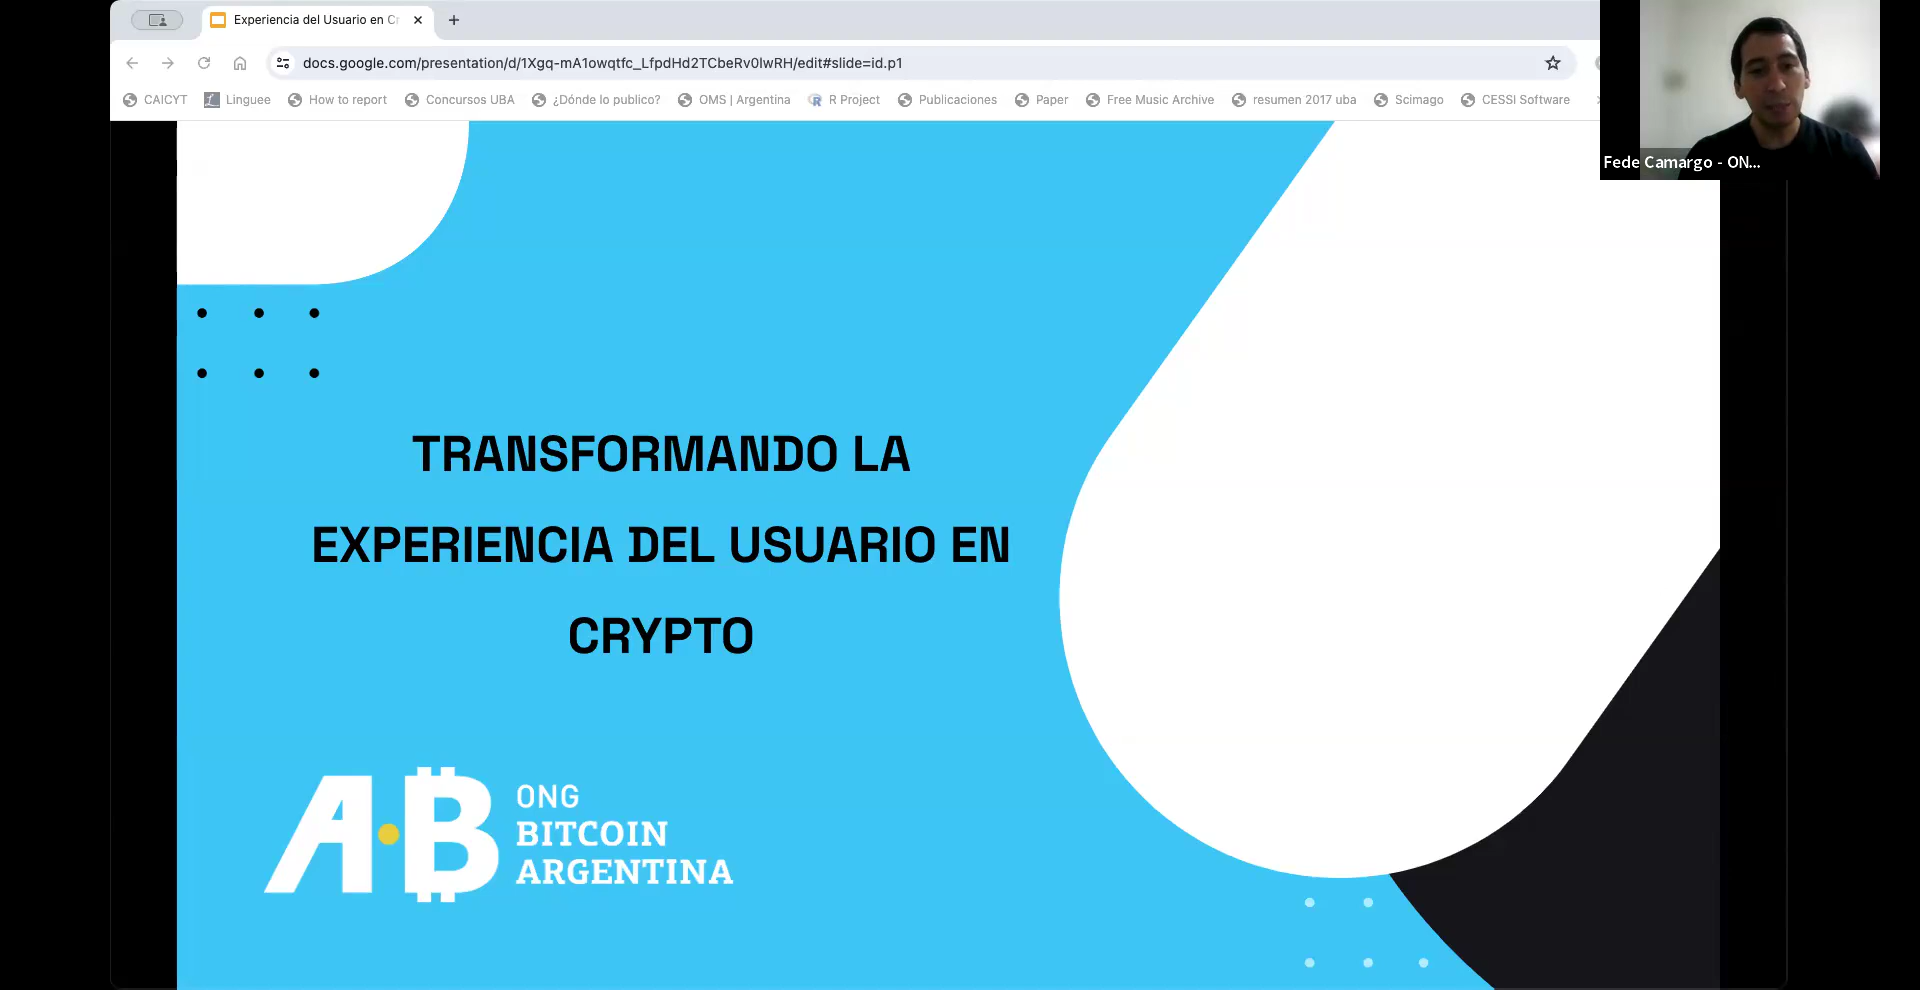 Experiencia del Usuario en Cr
docs.google.com/presentation/d/1Xgq-mA1owqtfc_LfpdHd2TCbeRv0lwRH/edit#slide=id.p1
CAICYT Linguee How to report Concursos UBA ¿Dónde lo publico? OMS | Argentina R Project Publicaciones Paper Free Music Archive resumen 2017 uba Scimago CESSI Software
Fede Camargo - ON...
TRANSFORMANDO LA
EXPERIENCIA DEL USUARIO EN
CRYPTO
A·B
ONG
BITCOIN
ARGENTINA